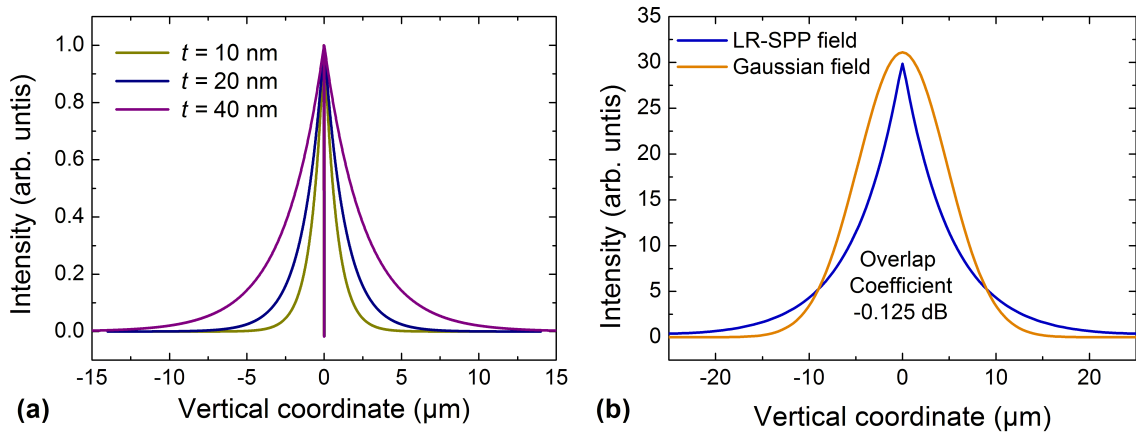 1.0
0.8
0.6
0.4
0.2
0.0
Intensity (arb. untis)
t = 10 nm
t = 20 nm
t = 40 nm
-15 -10 -5 0 5 10 15
Vertical coordinate (µm)
(a)
35
30
25
20
15
10
5
0
Intensity (arb. untis)
LR-SPP field
Gaussian field
Overlap
Coefficient
-0.125 dB
-20 -10 0 10 20
Vertical coordinate (µm)
(b)